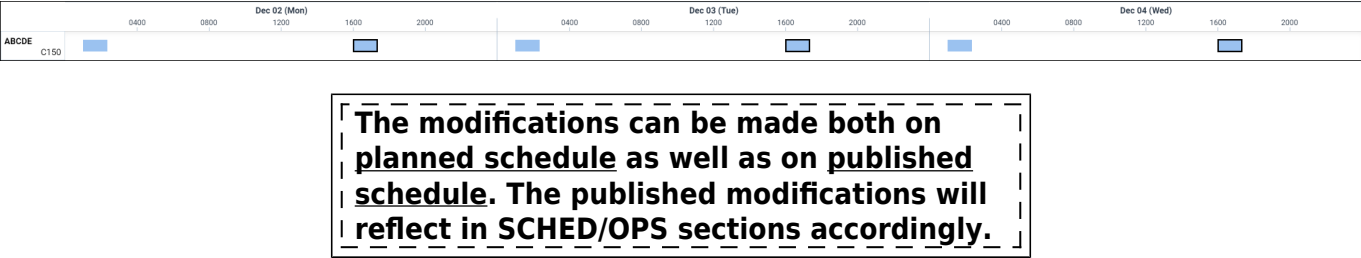 Dec 02 (Mon) Dec 03 (Tue) Dec 04 (Wed)
0400 0800 1200 1600 2000 0400 0800 1200 1600 2000 0400 0800 1200 1600 2000
ABCDE
C150
The modifications can be made both on
planned schedule as well as on published
schedule. The published modifications will
reflect in SCHED/OPS sections accordingly.